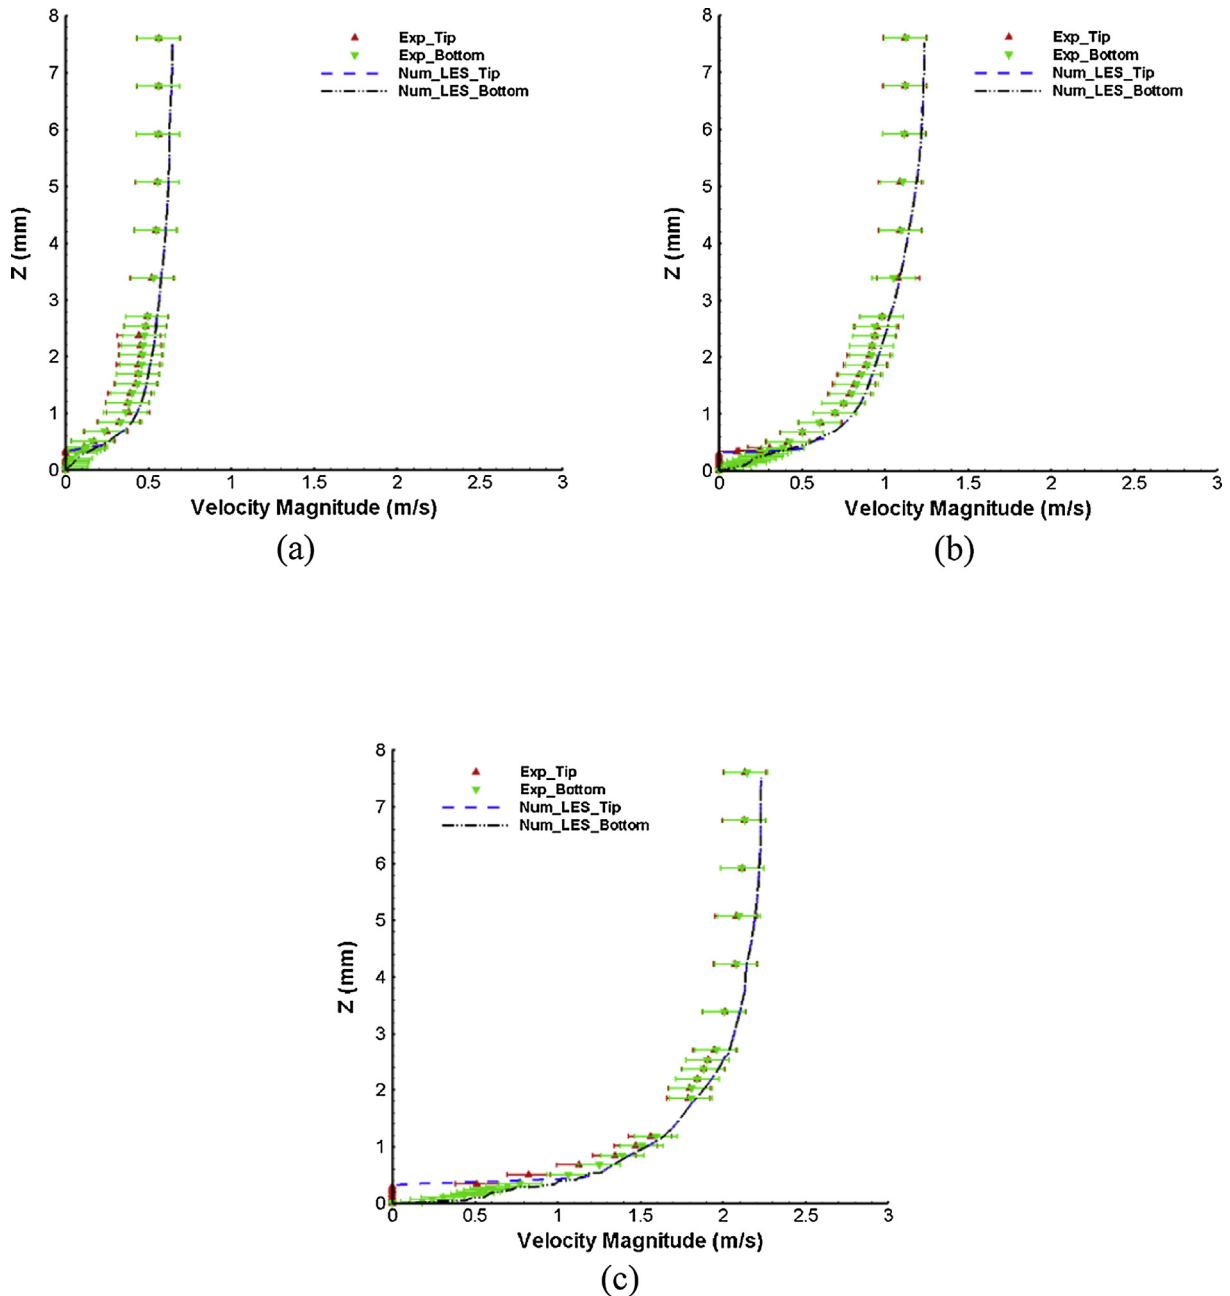 8
7
6
5
4
3
2
1
0
Z (mm)
Exp_Tip
Exp_Bottom
Num_LES_Tip
Num_LES_Bottom
0 0.5 1 1.5 2 2.5 3
Velocity Magnitude (m/s)
(a)
8
7
6
5
4
3
2
1
0
Z (mm)
Exp_Tip
Exp_Bottom
Num_LES_Tip
Num_LES_Bottom
0 0.5 1 1.5 2 2.5 3
Velocity Magnitude (m/s)
(b)
8
7
6
5
4
3
2
1
0
Z (mm)
Exp_Tip
Exp_Bottom
Num_LES_Tip
Num_LES_Bottom
0 0.5 1 1.5 2 2.5 3
Velocity Magnitude (m/s)
(c)